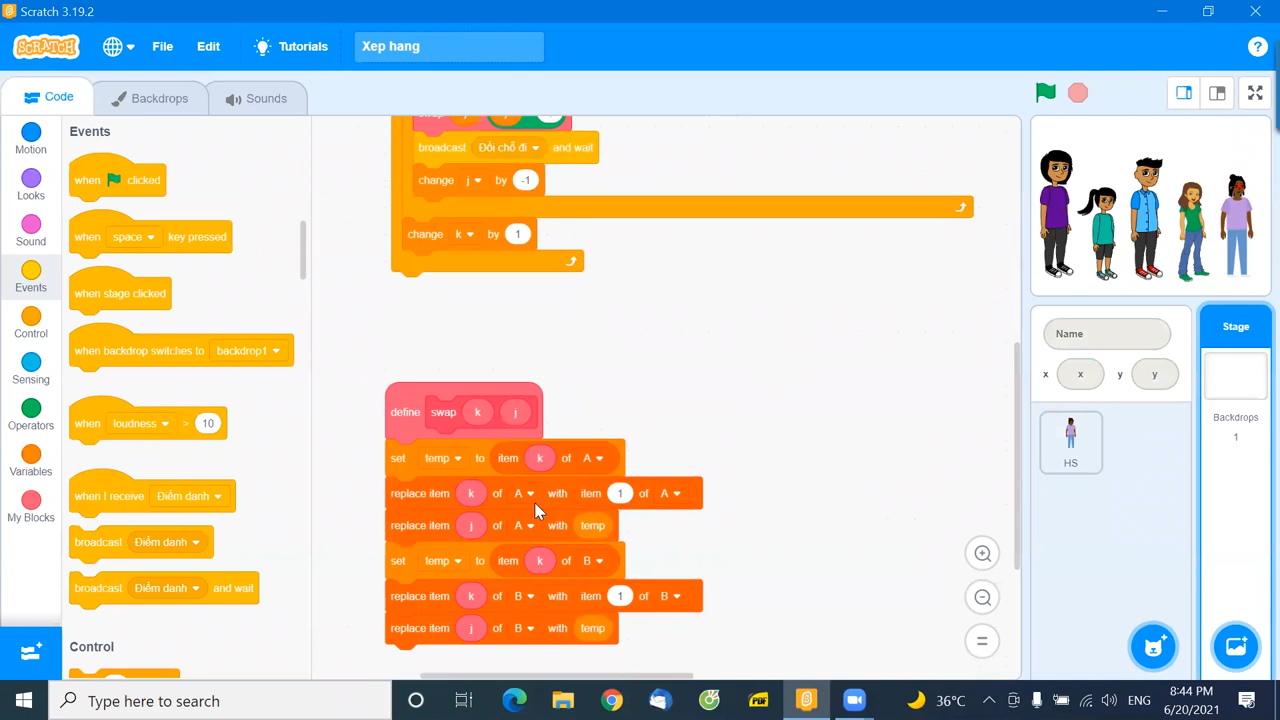 Scratch 3.19.2
SCRATCH File Edit Tutorials Xep hang ?
Code Backdrops Sounds
Motion
Looks
Sound
Events
Control
Sensing
Operators
Variables
My Blocks
Events
when clicked
when space key pressed
when stage clicked
when backdrop switches to backdrop1
when loudness > 10
when I receive Điểm danh
broadcast Điểm danh
broadcast Điểm danh and wait
Control
broadcast Đổi chỗ đi and wait
change j by -1
change k by 1
define swap k j
set temp to item k of A
replace item k of A with item 1 of A
replace item j of A with temp
set temp to item k of B
replace item k of B with item 1 of B
replace item j of B with temp
Name
x x y y
HS
Stage
Backdrops
1
Type here to search
PDF
36°C
ENG
8:44 PM
6/20/2021